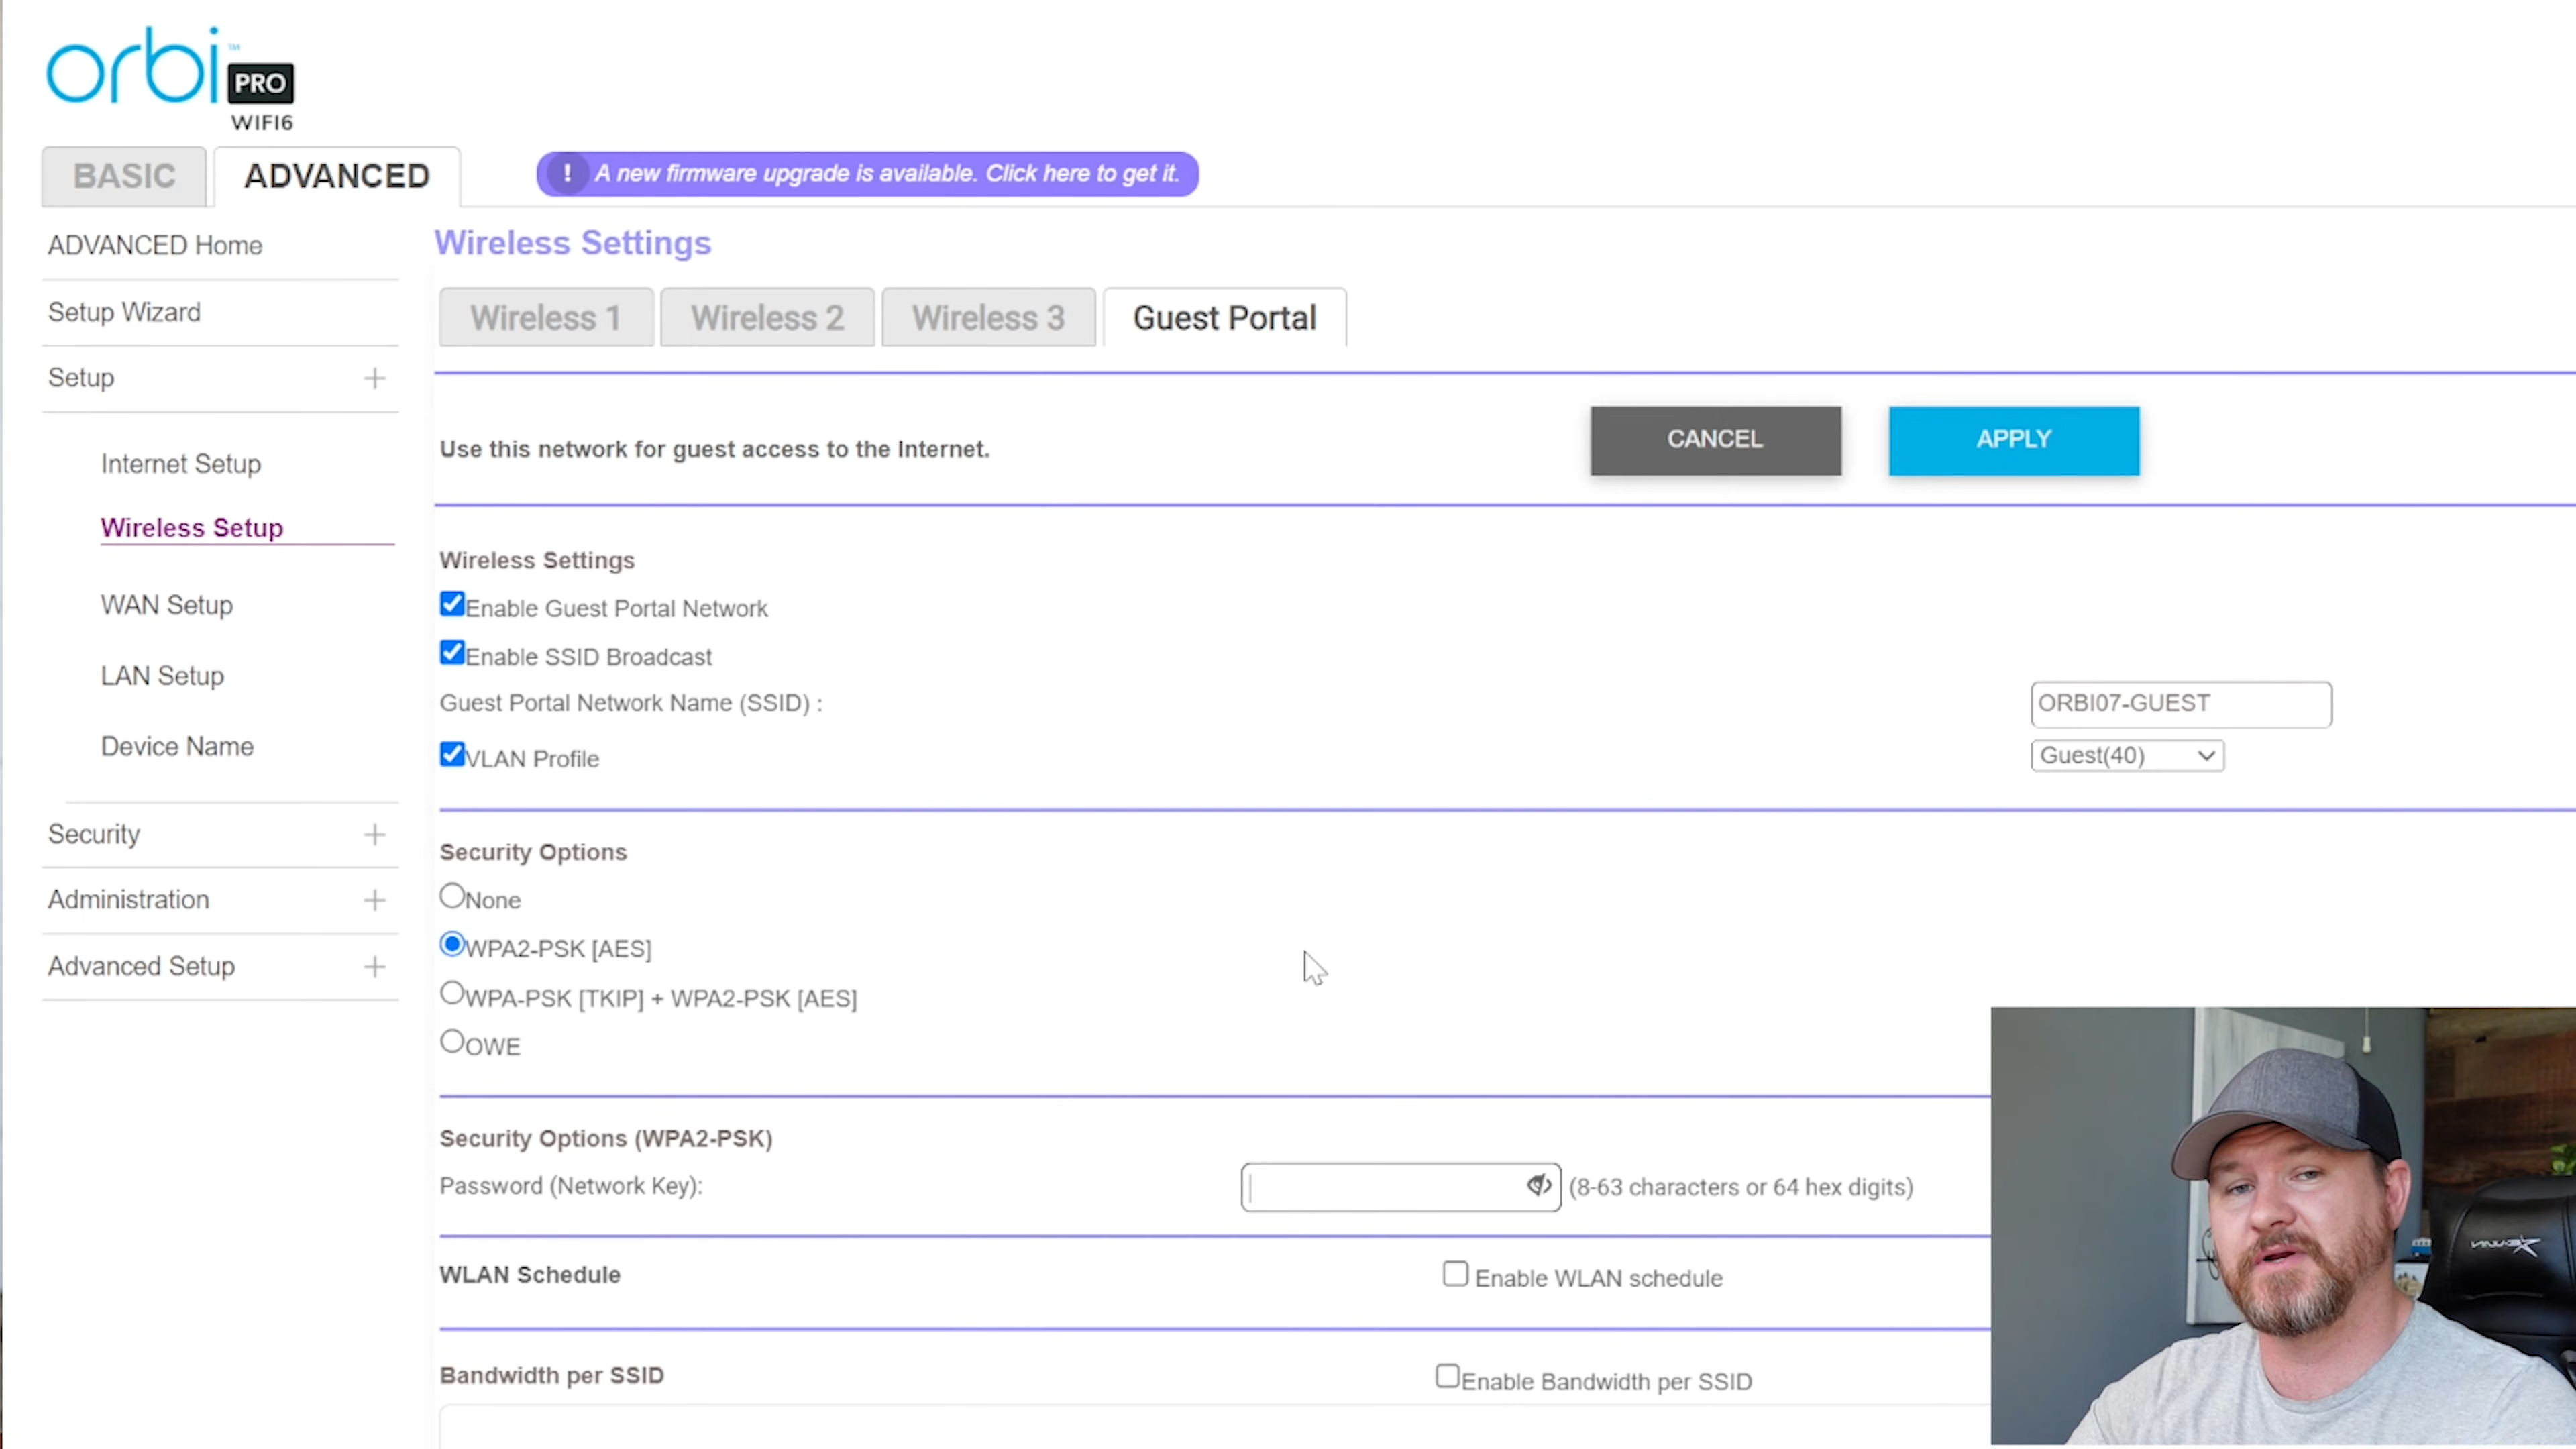 orbi™ PRO
WIFI6
BASIC
ADVANCED
! A new firmware upgrade is available. Click here to get it.
ADVANCED Home
Setup Wizard
Setup +
Internet Setup
Wireless Setup
WAN Setup
LAN Setup
Device Name
Security +
Administration +
Advanced Setup +
Wireless Settings
Wireless 1
Wireless 2
Wireless 3
Guest Portal
Use this network for guest access to the Internet.
CANCEL
APPLY
Wireless Settings
Enable Guest Portal Network
Enable SSID Broadcast
Guest Portal Network Name (SSID) : ORBI07-GUEST
VLAN Profile Guest(40)
Security Options
None
WPA2-PSK [AES]
WPA-PSK [TKIP] + WPA2-PSK [AES]
OWE
Security Options (WPA2-PSK)
Password (Network Key): (8-63 characters or 64 hex digits)
WLAN Schedule Enable WLAN schedule
Bandwidth per SSID Enable Bandwidth per SSID